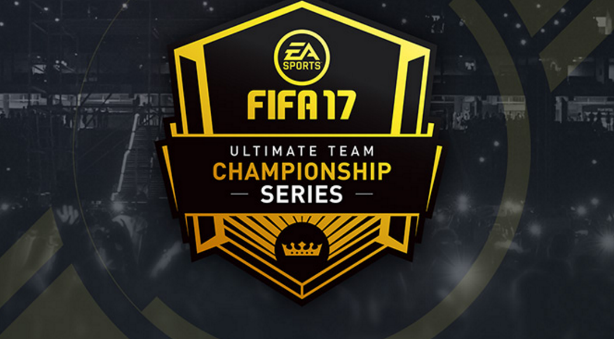 EA
SPORTS
FIFA 17
ULTIMATE TEAM
CHAMPIONSHIP
SERIES